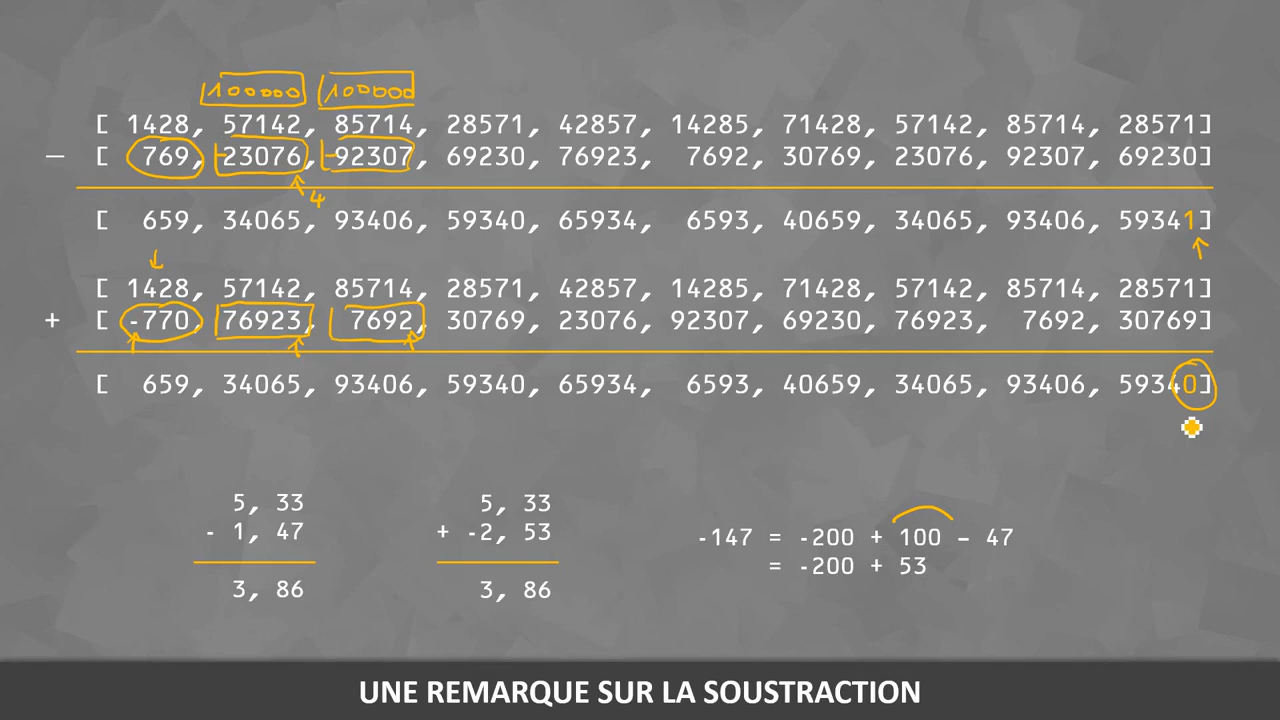 100000 100000
[ 1428, 57142, 85714, 28571, 42857, 14285, 71428, 57142, 85714, 28571]
— [ 769, -23076, -92307, 69230, 76923, 7692, 30769, 23076, 92307, 69230]
4
[ 659, 34065, 93406, 59340, 65934, 6593, 40659, 34065, 93406, 59341]
[ 1428, 57142, 85714, 28571, 42857, 14285, 71428, 57142, 85714, 28571]
+ [ -770, 76923, 7692, 30769, 23076, 92307, 69230, 76923, 7692, 30769]
[ 659, 34065, 93406, 59340, 65934, 6593, 40659, 34065, 93406, 59340]
5, 33
- 1, 47
3, 86
5, 33
+ -2, 53
3, 86
-147 = -200 + 100 - 47
= -200 + 53
UNE REMARQUE SUR LA SOUSTRACTION